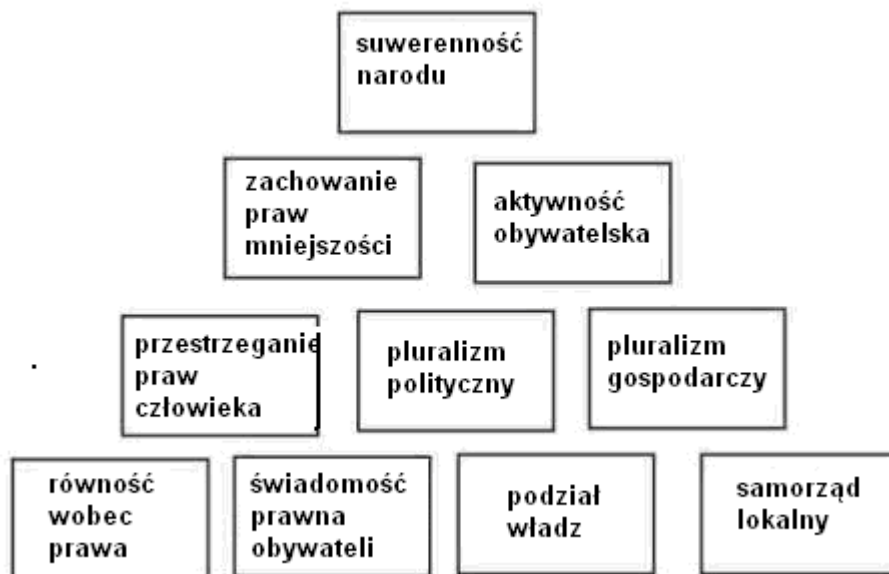 suwerenność
narodu
zachowanie
praw
mniejszości
aktywność
obywatelska
przestrzeganie
praw
człowieka
pluralizm
polityczny
pluralizm
gospodarczy
równość
wobec
prawa
świadomość
prawna
obywateli
podział
władz
samorząd
lokalny